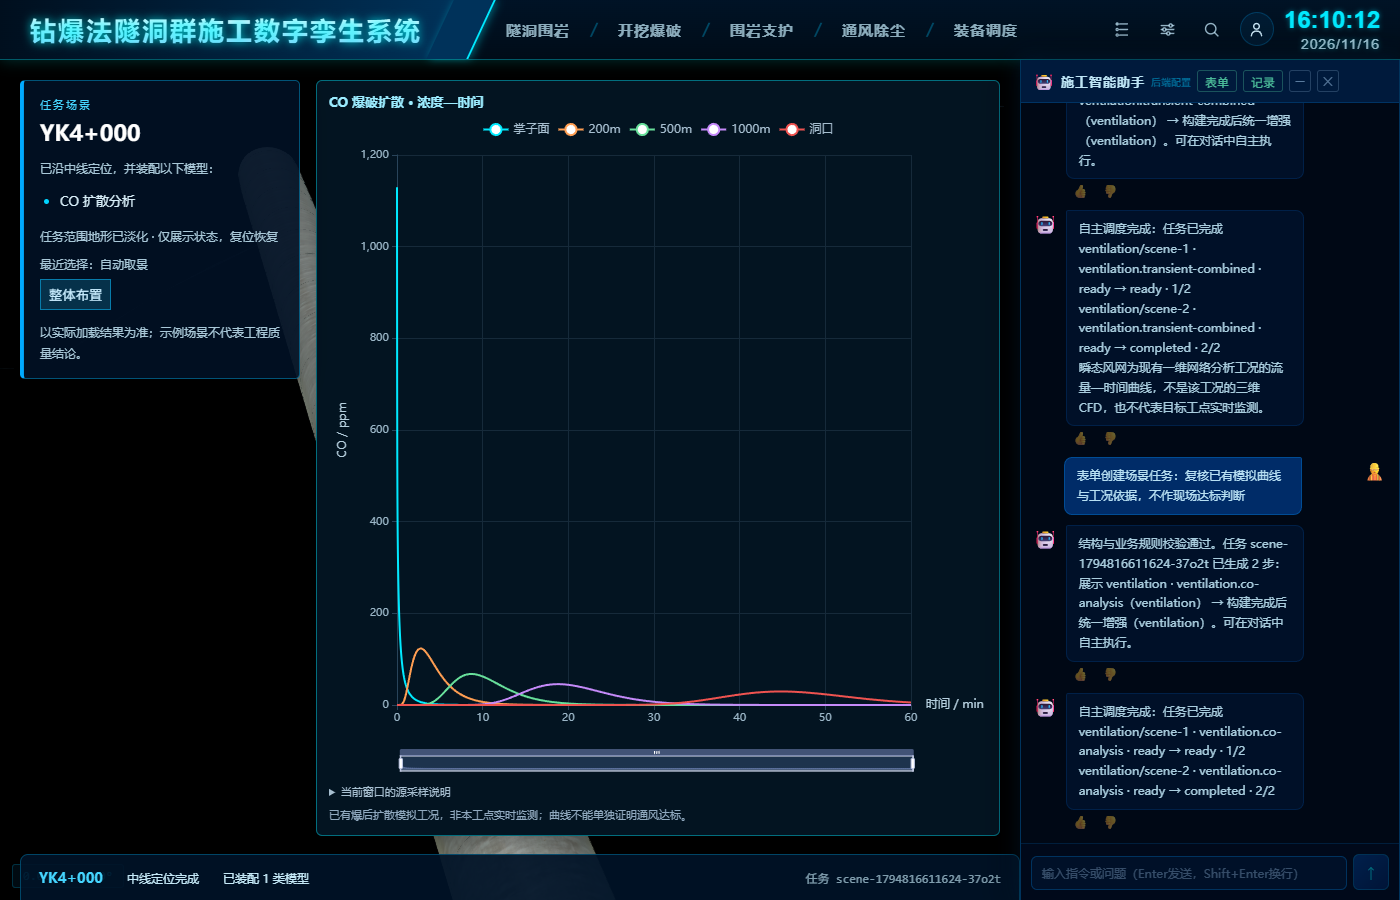 钻爆法隧洞群施工数字孪生系统
隧洞围岩 / 开挖爆破 / 围岩支护 / 通风除尘 / 装备调度
16:10:12
2026/11/16
任务场景
YK4+000
已沿中线定位，并装配以下模型：
• CO 扩散分析
任务范围地形已淡化 · 仅展示状态，复位恢复
最近选择：自动取景
整体布置
以实际加载结果为准；示例场景不代表工程质
量结论。
CO 爆破扩散 • 浓度—时间
掌子面 200m 500m 1000m 洞口
1,200
1,000
800
600
400
200
0
CO / ppm
0 10 20 30 40 50 60
时间 / min
▶ 当前窗口的源采样说明
已有爆后扩散模拟工况，非本工点实时监测；曲线不能单独证明通风达标。
YK4+000 中线定位完成 已装配 1 类模型
任务 scene-1794816611624-37o2t
施工智能助手 后端配置 表单 记录
ventilation.transient-combined
（ventilation） → 构建完成后统一增强
（ventilation）。可在对话中自主执
行。
自主调度完成：任务已完成
ventilation/scene-1 ·
ventilation.transient-combined ·
ready → ready · 1/2
ventilation/scene-2 ·
ventilation.transient-combined ·
ready → completed · 2/2
瞬态风网为现有一维网络分析工况的流
量—时间曲线，不是该工况的三维
CFD，也不代表目标工点实时监测。
表单创建场景任务：复核已有模拟曲线
与工况依据，不作现场达标判断
结构与业务规则校验通过。任务 scene-
1794816611624-37o2t 已生成 2 步：
展示 ventilation · ventilation.co-
analysis（ventilation） → 构建完成后
统一增强（ventilation）。可在对话中
自主执行。
自主调度完成：任务已完成
ventilation/scene-1 · ventilation.co-
analysis · ready → ready · 1/2
ventilation/scene-2 · ventilation.co-
analysis · ready → completed · 2/2
输入指令或问题（Enter发送，Shift+Enter换行）